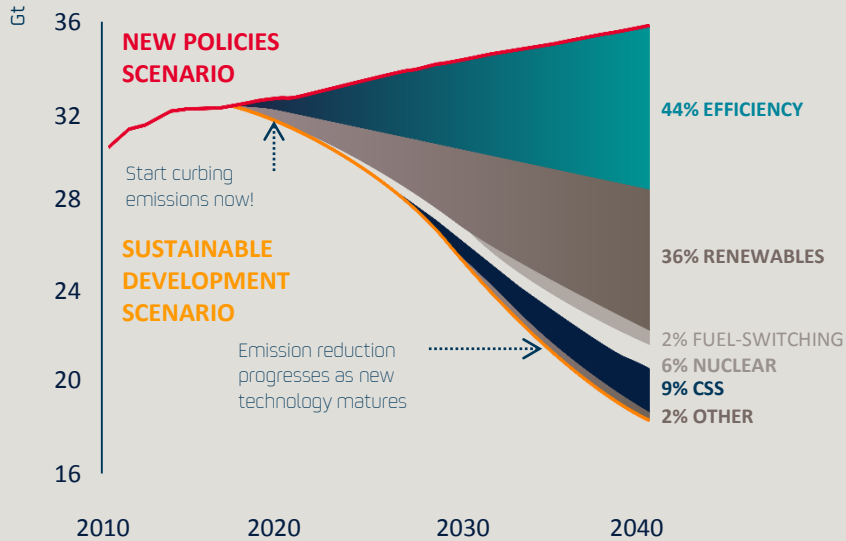 Gt
36
32
28
24
20
16
NEW POLICIES
SCENARIO
Start curbing
emissions now!
SUSTAINABLE
DEVELOPMENT
SCENARIO
Emission reduction
progresses as new
technology matures
44% EFFICIENCY
36% RENEWABLES
2% FUEL-SWITCHING
6% NUCLEAR
9% CSS
2% OTHER
2010
2020
2030
2040